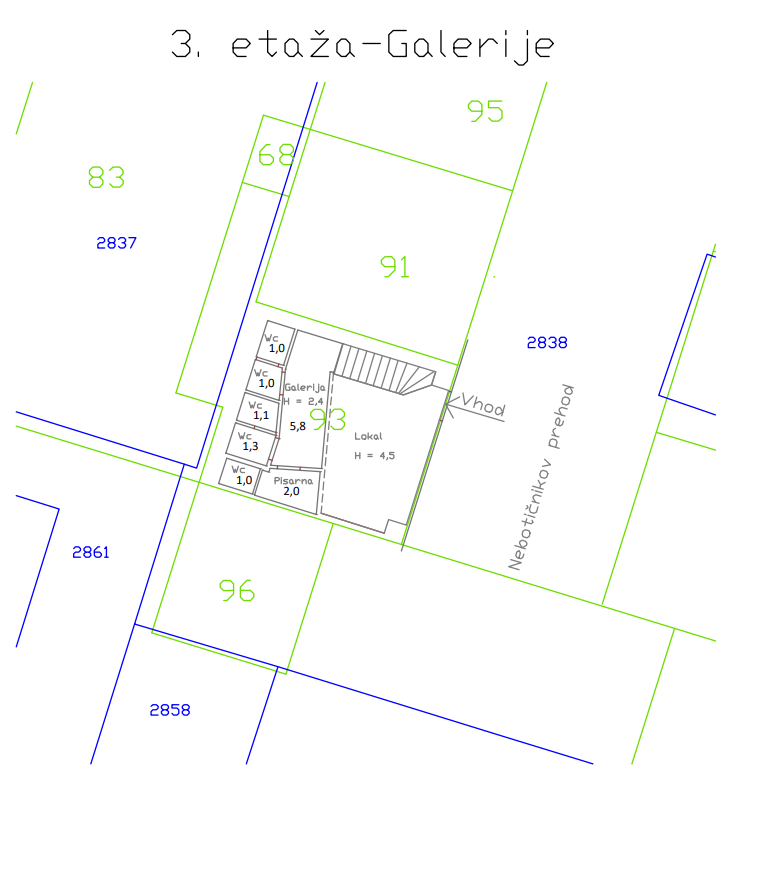 3. etaža-Galerije
95
68
83
2837
91
2838
Wc
1,0
Wc
1,0
Galerija
H = 2,4
Vhod
Wc
1,1
93
5,8
Lokal
H = 4,5
Wc
1,3
Wc
1,0
Pisarna
2,0
Nebotičnikov prehod
2861
96
2858